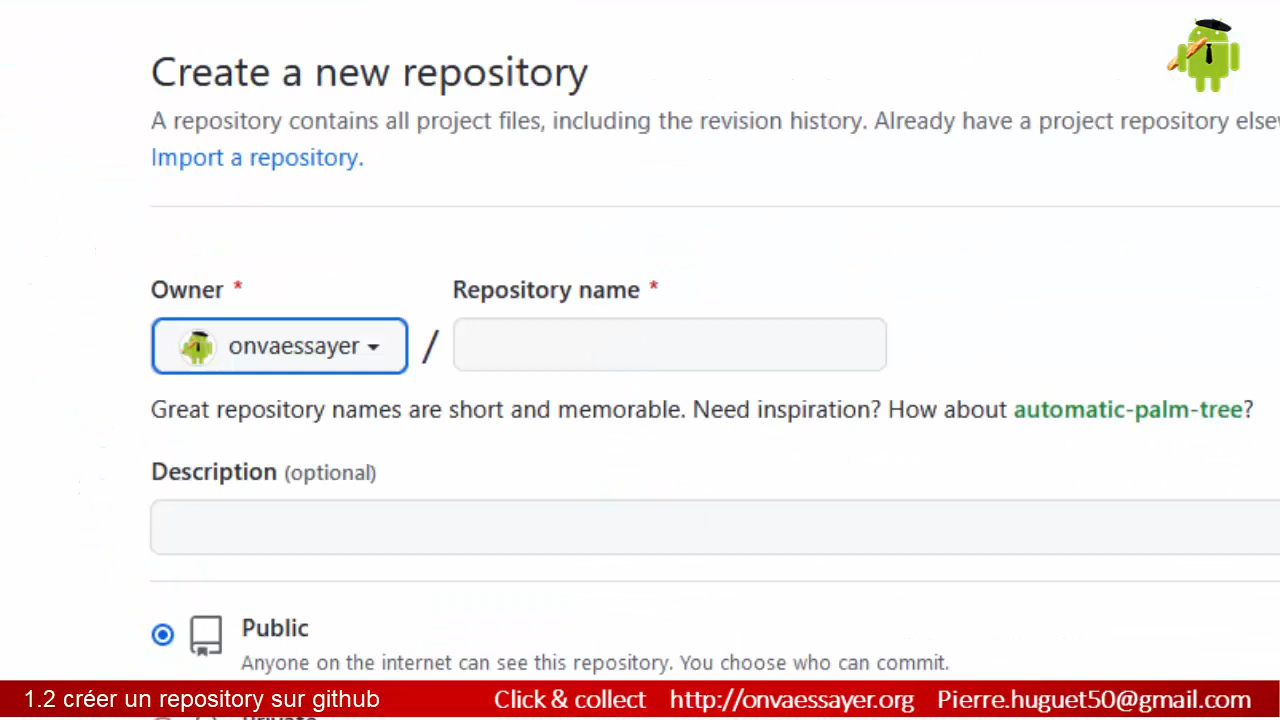 Create a new repository
A repository contains all project files, including the revision history. Already have a project repository
Import a repository.
Owner *
Repository name *
onvaessayer
/
Great repository names are short and memorable. Need inspiration? How about automatic-palm-tree?
Description (optional)
Public
Anyone on the internet can see this repository. You choose who can commit.
1.2 créer un repository sur github
Click & collect
http://onvaessayer.org
Pierre.huguet50@gmail.com